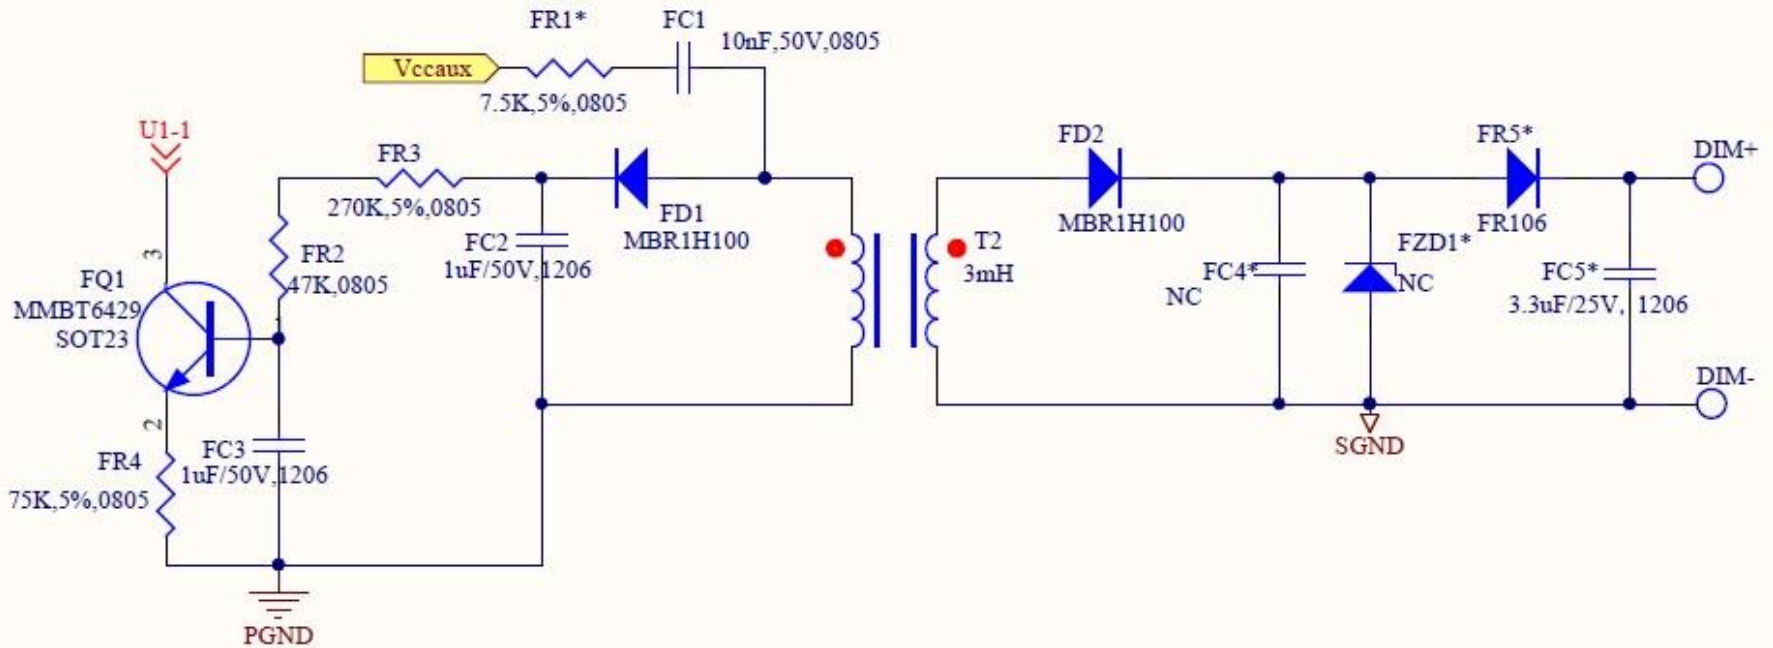 FR1*
FC1
10nF,50V,0805
Vccaux
7.5K,5%,0805
U1-1
FR3
270K,5%,0805
FD1
MBR1H100
FD2
MBR1H100
FR5*
FR106
DIM+
3
FQ1
MMBT6429
SOT23
FR2
47K,0805
1
FC2
1uF/50V,1206
T2
3mH
FC4*
NC
FZD1*
NC
FC5*
3.3uF/25V, 1206
DIM-
2
FR4
75K,5%,0805
FC3
1uF/50V,1206
SGND
PGND